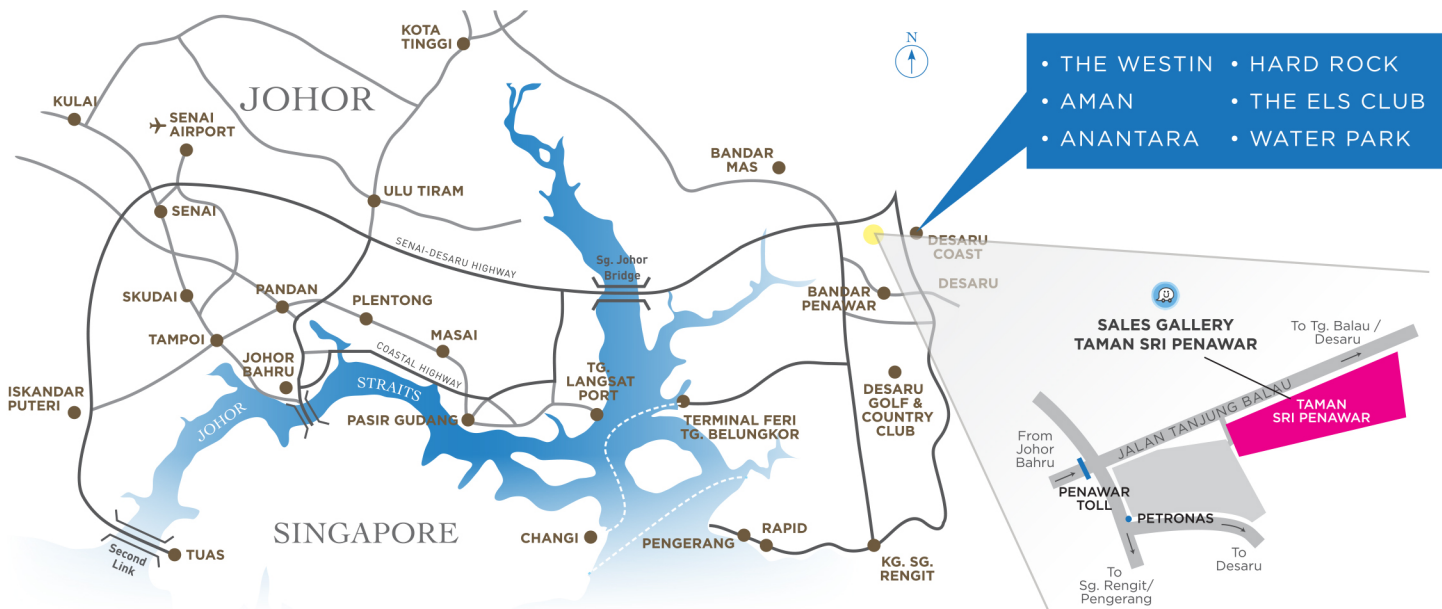 KOTA
TINGGI
N
• THE WESTIN
• AMAN
• ANANTARA
• HARD ROCK
• THE ELS CLUB
• WATER PARK
JOHOR
KULAI
SENAI
AIRPORT
BANDAR
MAS
ULU TIRAM
SENAI
SENAI-DESARU HIGHWAY
Sg. Johor
Bridge
DESARU
COAST
DESARU
BANDAR
PENAWAR
SKUDAI
PANDAN
PLENTONG
TAMPOI
MASAI
JOHOR
BAHRU
COASTAL HIGHWAY
TG.
LANGSAT
PORT
ISKANDAR
PUTERI
JOHOR
STRAITS
PASIR GUDANG
TERMINAL FERI
TG. BELUNGKOR
DESARU
GOLF &
COUNTRY
CLUB
SINGAPORE
CHANGI
PENGERANG
RAPID
KG. SG.
RENGIT
Second
Link
TUAS
SALES GALLERY
TAMAN SRI PENAWAR
To Tg. Balau /
Desaru
JALAN TANJUNG BALAU
TAMAN
SRI PENAWAR
From
Johor
Bahru
PENAWAR
TOLL
PETRONAS
To
Desaru
To
Sg. Rengit/
Pengerang